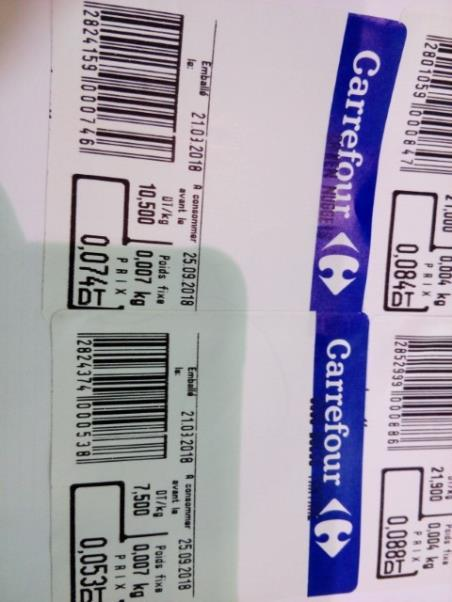 Carrefour
Emballé le: 21.03.2018 A consommer avant le 25.09.2018
DT/kg Poids fixe
10,500 0,007 kg
PRIX
0,074DT
2824159000746
Carrefour
Emballé le: 21.03.2018 A consommer avant le 25.09.2018
DT/kg Poids fixe
7,500 0,007 kg
PRIX
0,053DT
2824374000538
21,000 0,004 kg
PRIX
0,084DT
2801059000847
DT/kg Poids fixe
21,900 0,004 kg
PRIX
0,088DT
2852999000886